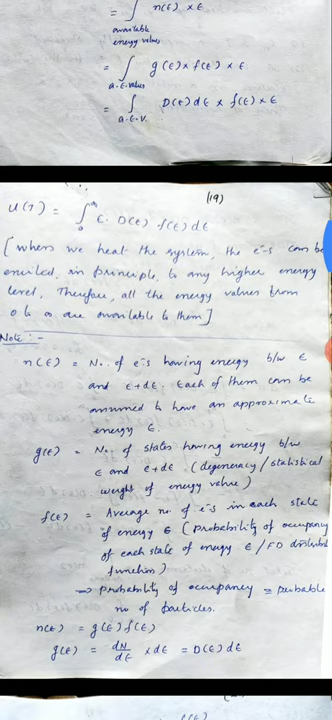 = ∫ n(ε) × ε
available
energy values
= ∫ g(ε) × f(ε) × ε
a.ε.values
= ∫ D(ε) dε × f(ε) × ε
a.ε.v.
(19)
u(T) = ∫₀^∞ ε. D(ε) f(ε) dε
[when we heat the system, the e⁻s can be
excited, in principle, to any higher energy
level. Therefore, all the energy values from
0 to ∞ are available to them]
Note :-
n(ε) = No. of e⁻s having energy b/w ε
and ε+dε. Each of them can be
assumed to have an approximate
energy ε.
g(ε) = No. of states having energy b/w
ε and ε+dε (degeneracy / statistical
weight of energy value)
f(ε) = Average no. of e⁻s in each state
of energy ε (probability of occupancy
of each state of energy ε / FD
function)
⇒ probability of occupancy = probable
no of particles.
n(ε) = g(ε) f(ε)
g(ε) = dN/dε × dε = D(ε) dε